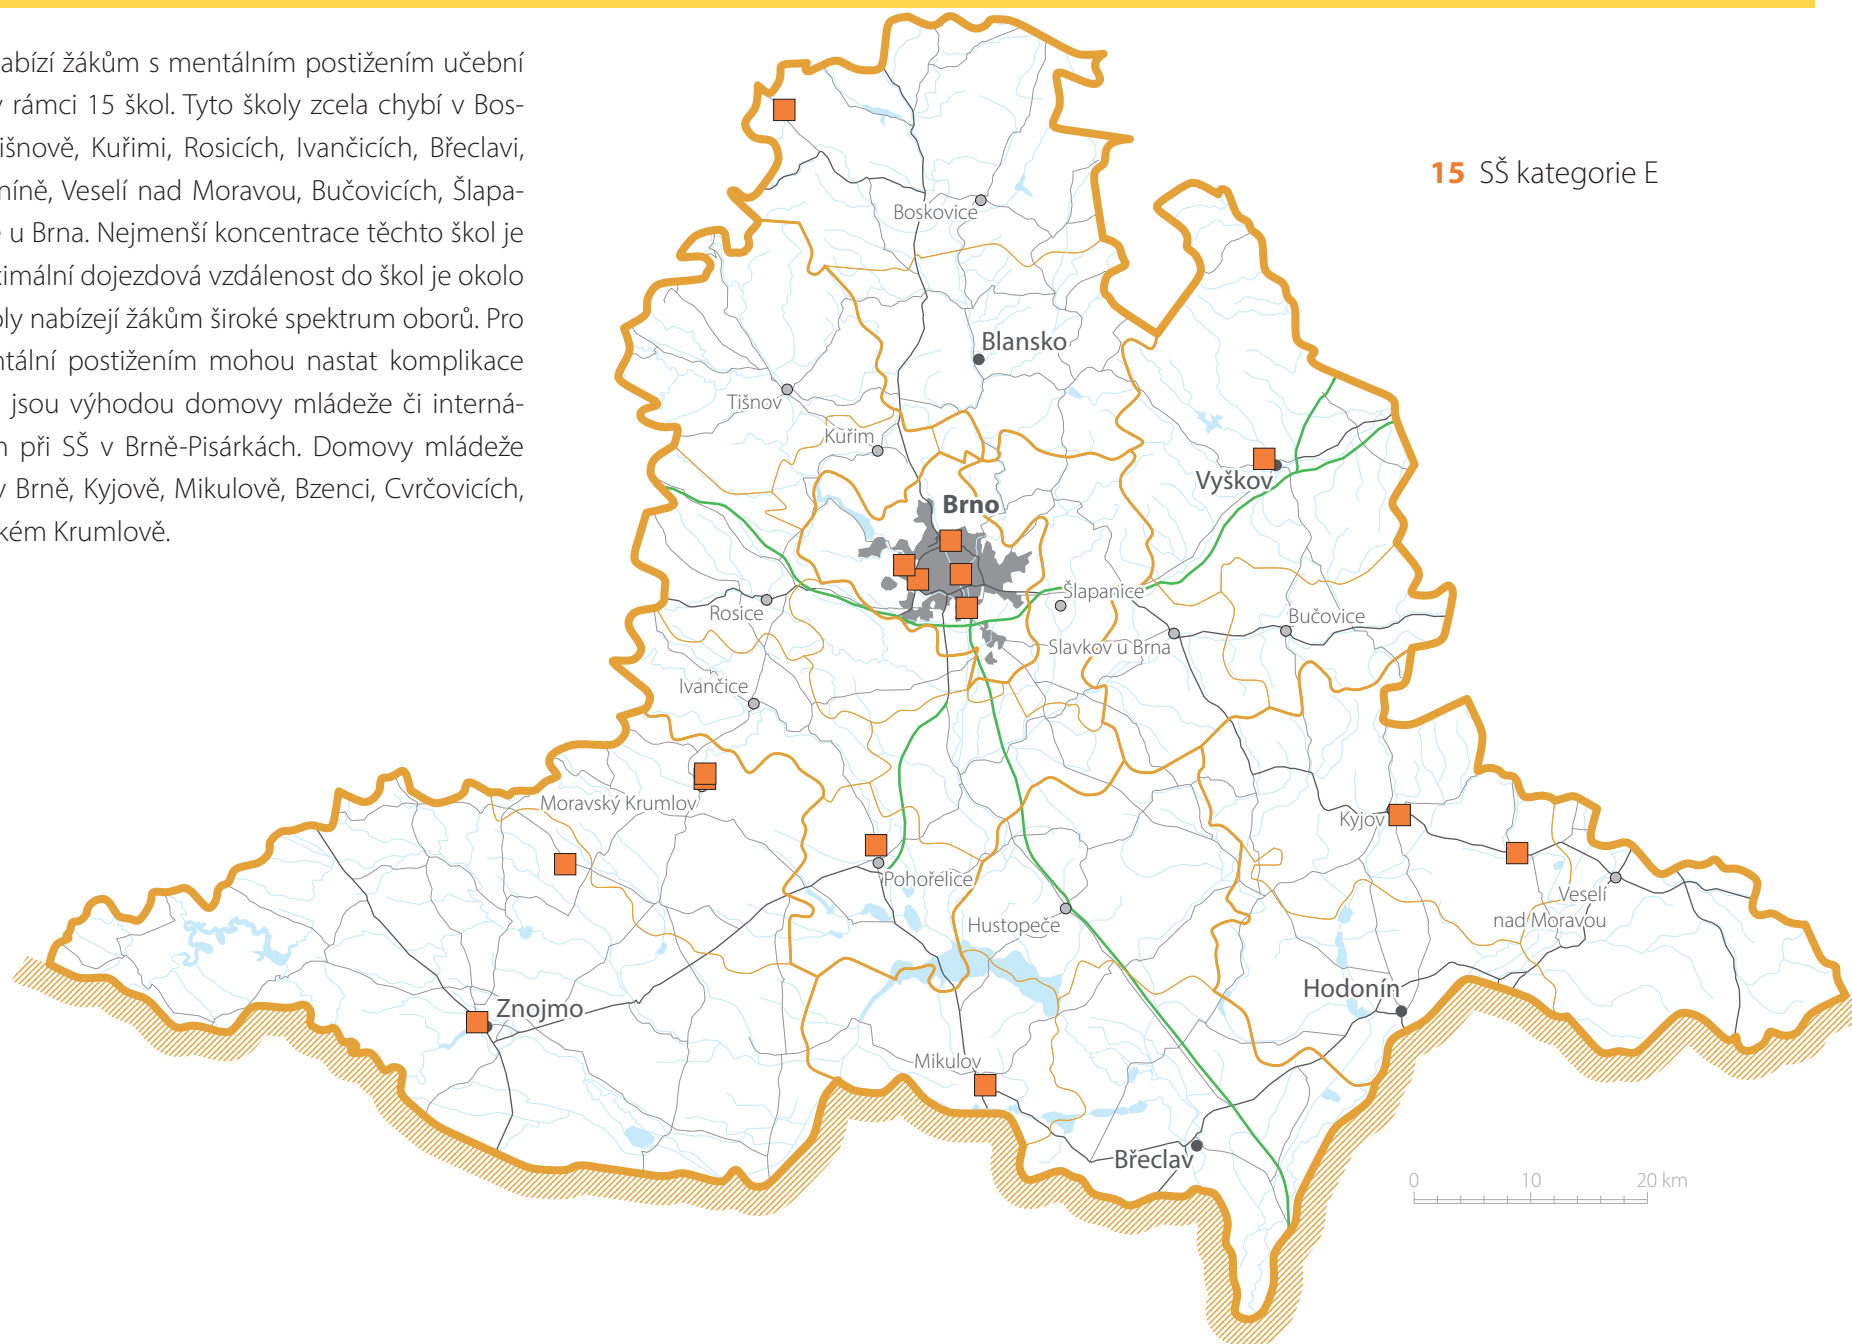 abízí žákům s mentálním postižením učební
v rámci 15 škol. Tyto školy zcela chybí v Bos-
išnově, Kuřimi, Rosicích, Ivančicích, Břeclavi,
níně, Veselí nad Moravou, Bučovicích, Šlapa-
u Brna. Nejmenší koncentrace těchto škol je
ximální dojezdová vzdálenost do škol je okolo
oly nabízejí žákům široké spektrum oborů. Pro
ntální postižením mohou nastat komplikace
jsou výhodou domovy mládeže či interná-
h při SŠ v Brně-Pisárkách. Domovy mládeže
v Brně, Kyjově, Mikulově, Bzenci, Cvrčovicích,
kém Krumlově.
15 SŠ kategorie E
Boskovice
Blansko
Tišnov
Kuřim
Vyškov
Brno
Šlapanice
Rosice
Bučovice
Slavkov u Brna
Ivančice
Moravský Krumlov
Kyjov
Pohořelice
Veselí
nad Moravou
Hustopeče
Hodonín
Znojmo
Mikulov
Břeclav
0 10 20 km